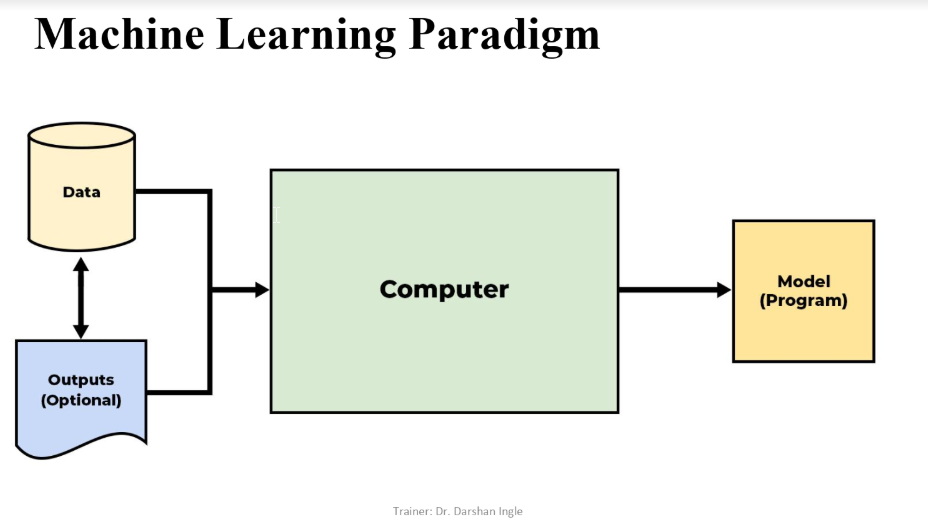 Machine Learning Paradigm
Data
Outputs
(Optional)
Computer
Model
(Program)
Trainer: Dr. Darshan Ingle